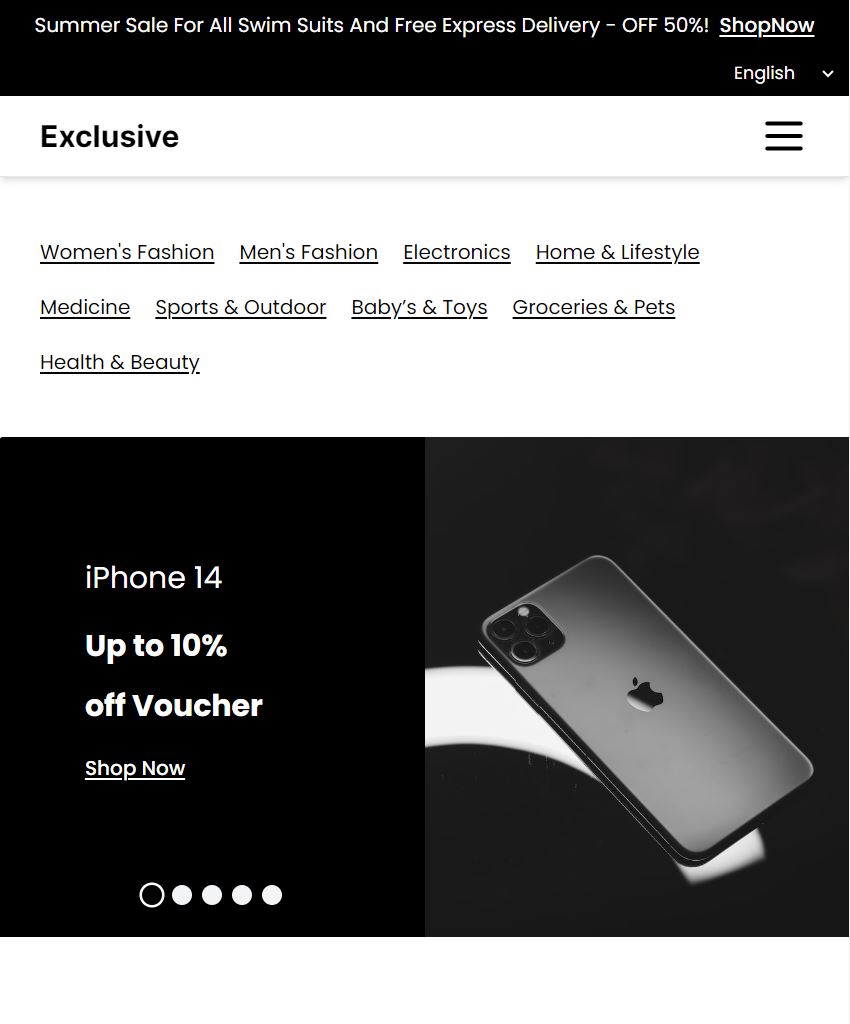 Summer Sale For All Swim Suits And Free Express Delivery - OFF 50%! ShopNow
English
Exclusive
Women's Fashion Men's Fashion Electronics Home & Lifestyle
Medicine Sports & Outdoor Baby’s & Toys Groceries & Pets
Health & Beauty
iPhone 14
Up to 10%
off Voucher
Shop Now